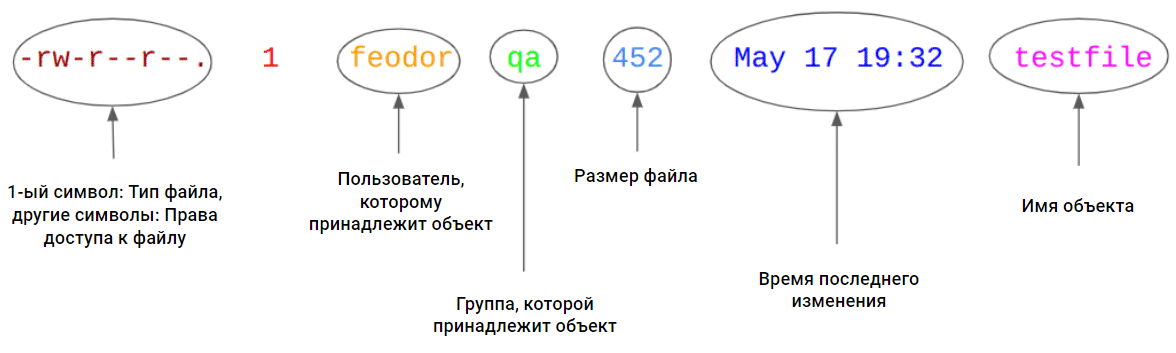 -rw-r--r--. 1 feodor qa 452 May 17 19:32 testfile
1-ый символ: Тип файла,
другие символы: Права
доступа к файлу
Пользователь,
которому
принадлежит объект
Группа, которой
принадлежит объект
Размер файла
Время последнего
изменения
Имя объекта